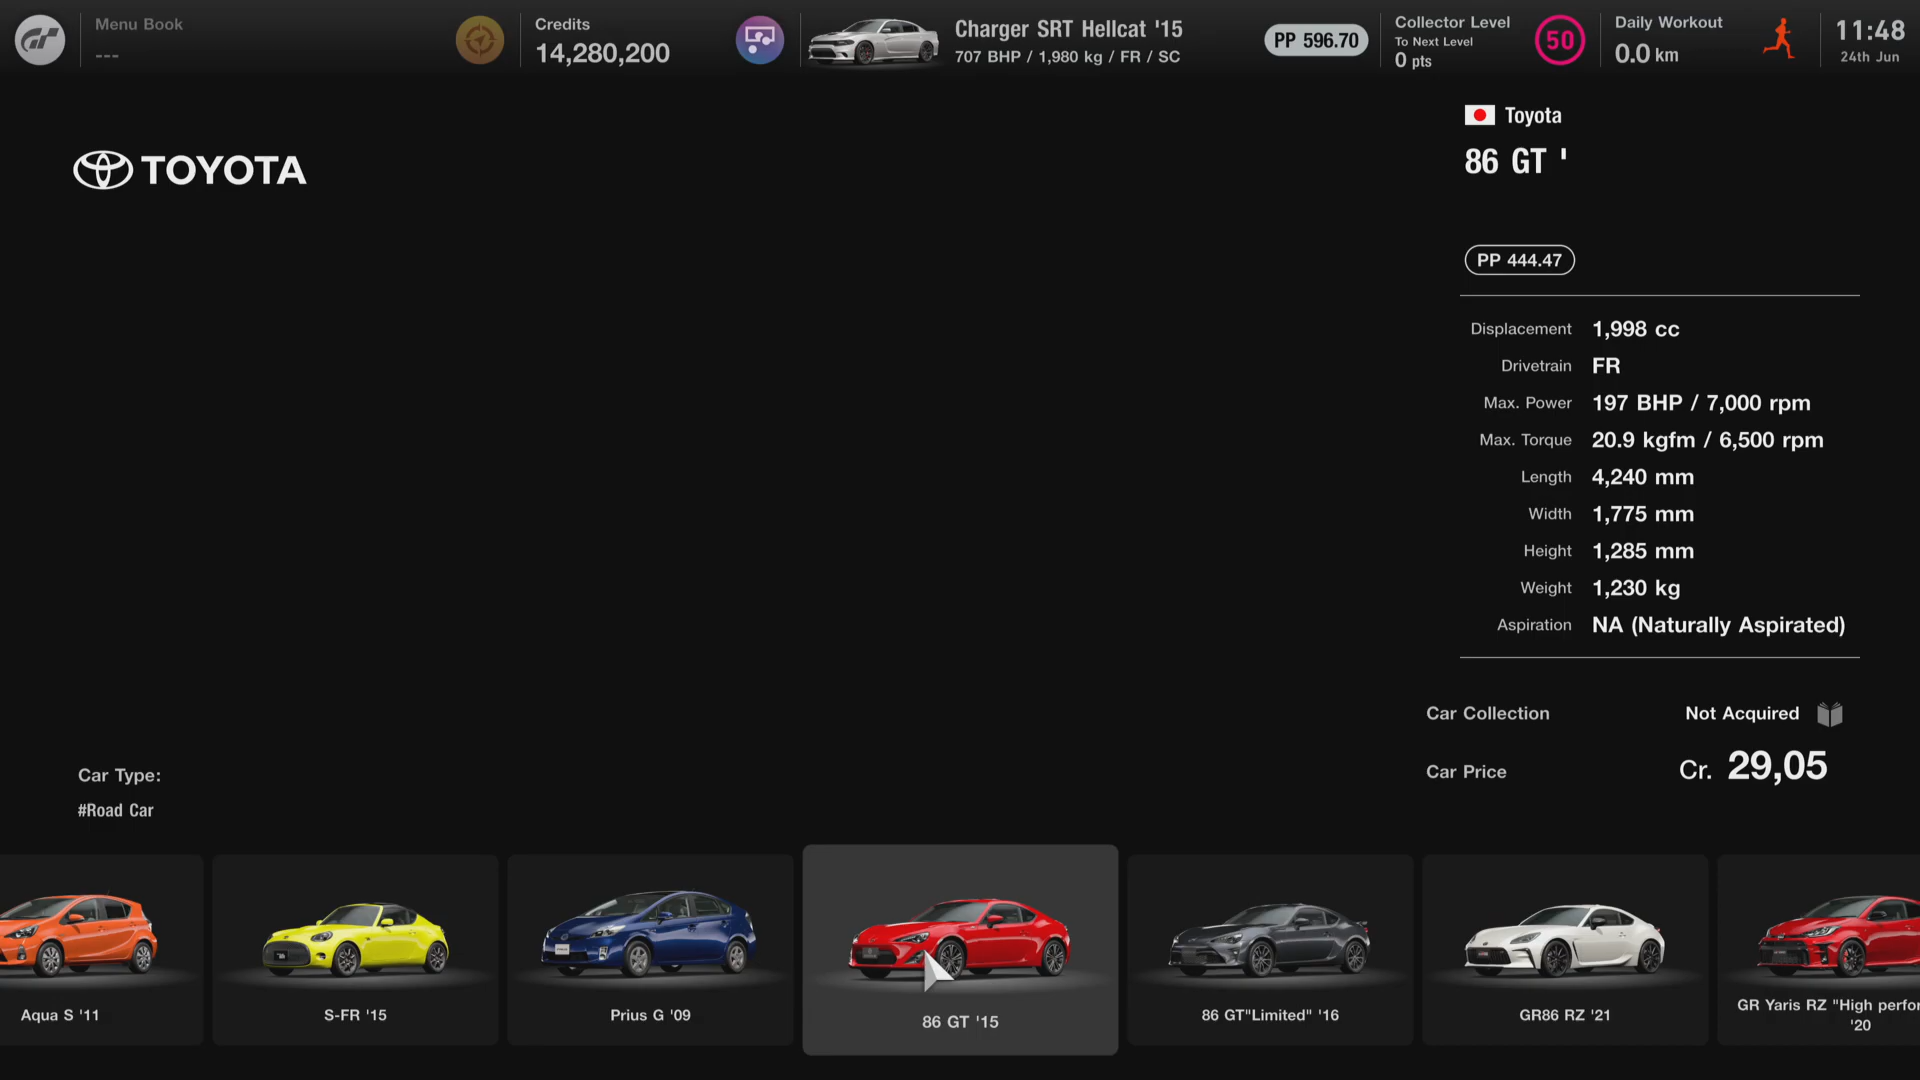 Menu Book
---
Credits
14,280,200
Charger SRT Hellcat '15
707 BHP / 1,980 kg / FR / SC
PP 596.70
Collector Level
To Next Level
0 pts
50
Daily Workout
0.0 km
11:48
24th Jun
TOYOTA
Toyota
86 GT '
PP 444.47
Displacement 1,998 cc
Drivetrain FR
Max. Power 197 BHP / 7,000 rpm
Max. Torque 20.9 kgfm / 6,500 rpm
Length 4,240 mm
Width 1,775 mm
Height 1,285 mm
Weight 1,230 kg
Aspiration NA (Naturally Aspirated)
Car Collection Not Acquired
Car Price Cr. 29,05
Car Type:
#Road Car
Aqua S '11
S-FR '15
Prius G '09
86 GT '15
86 GT"Limited" '16
GR86 RZ '21
GR Yaris RZ "High perfor
'20